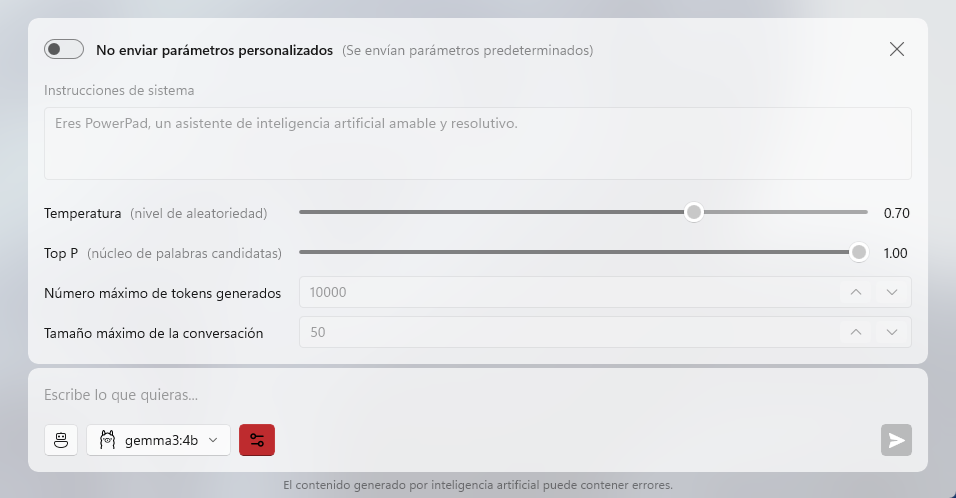 No enviar parámetros personalizados (Se envían parámetros predeterminados)
Instrucciones de sistema
Eres PowerPad, un asistente de inteligencia artificial amable y resolutivo.
Temperatura (nivel de aleatoriedad) 0.70
Top P (núcleo de palabras candidatas) 1.00
Número máximo de tokens generados 10000
Tamaño máximo de la conversación 50
Escribe lo que quieras...
gemma3:4b
El contenido generado por inteligencia artificial puede contener errores.